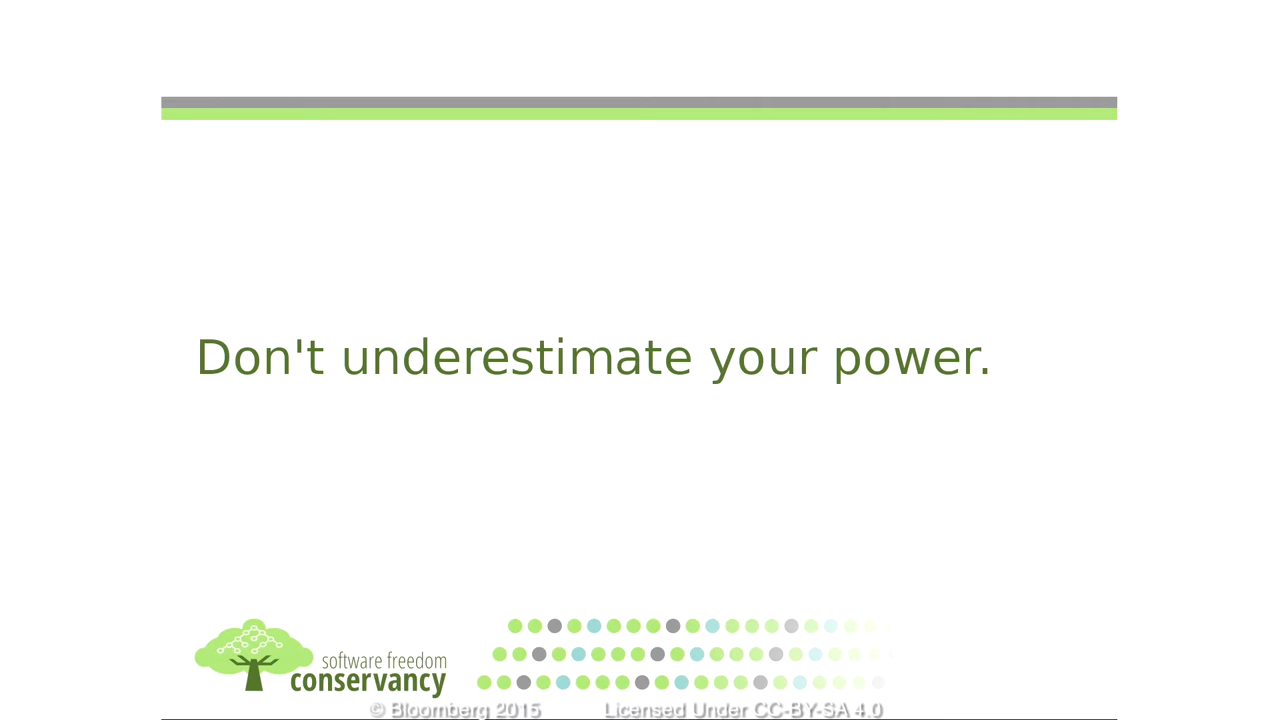 Don't underestimate your power.
software freedom
conservancy
© Bloomberg 2015 Licensed Under CC-BY-SA 4.0